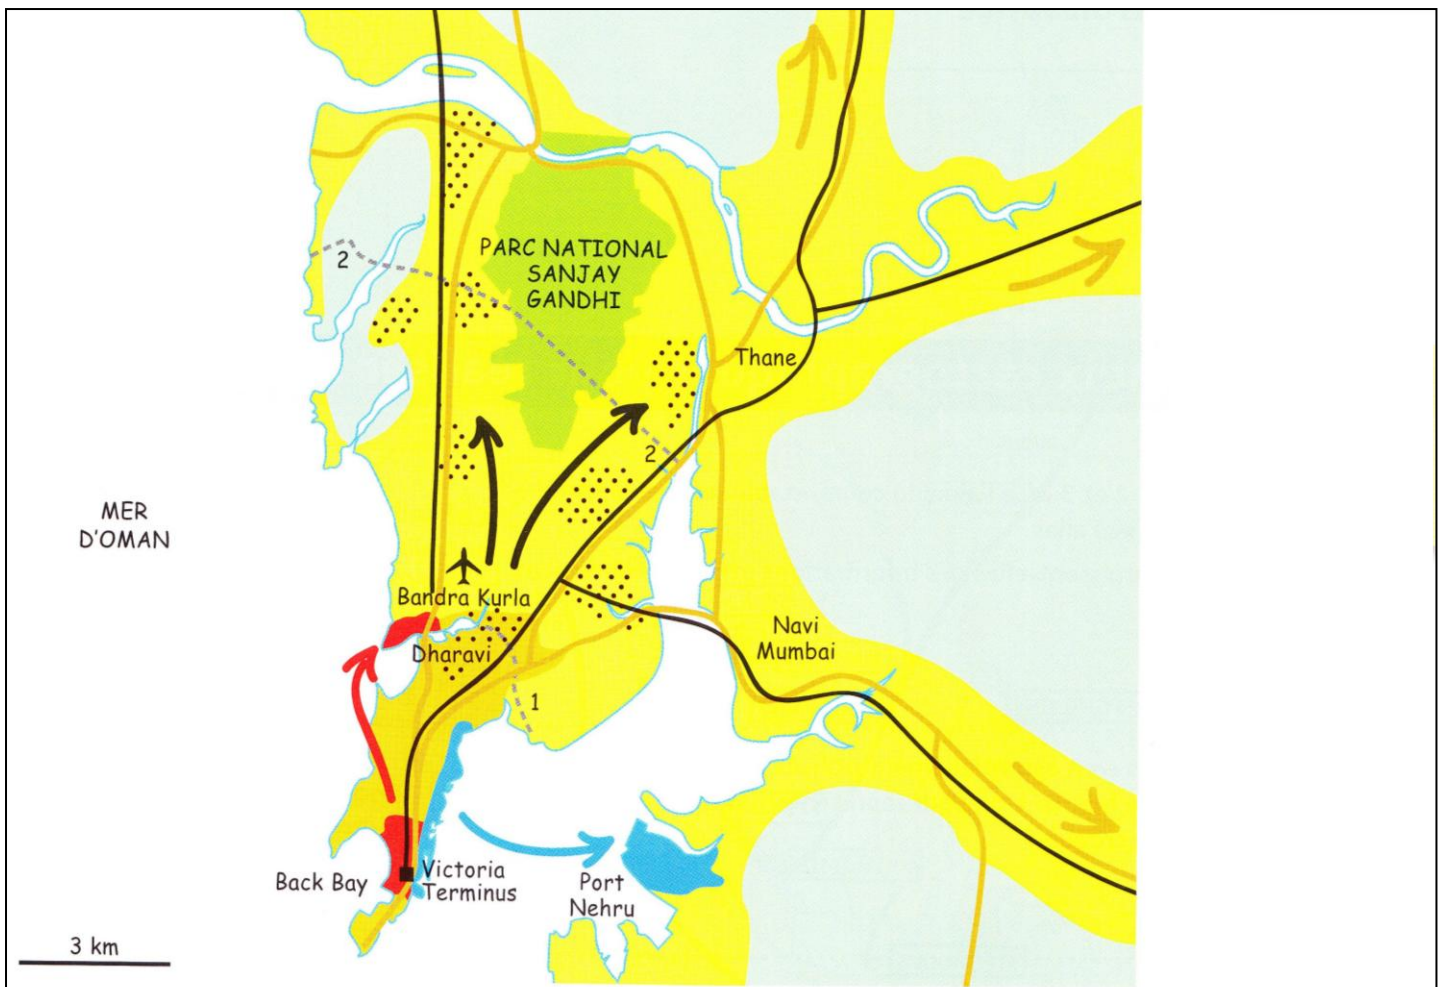 2
PARC NATIONAL
SANJAY
GANDHI
Thane
2
MER
D'OMAN
Bandra Kurla
Dharavi
Navi
Mumbai
1
Back Bay
Victoria
Terminus
Port
Nehru
3 km